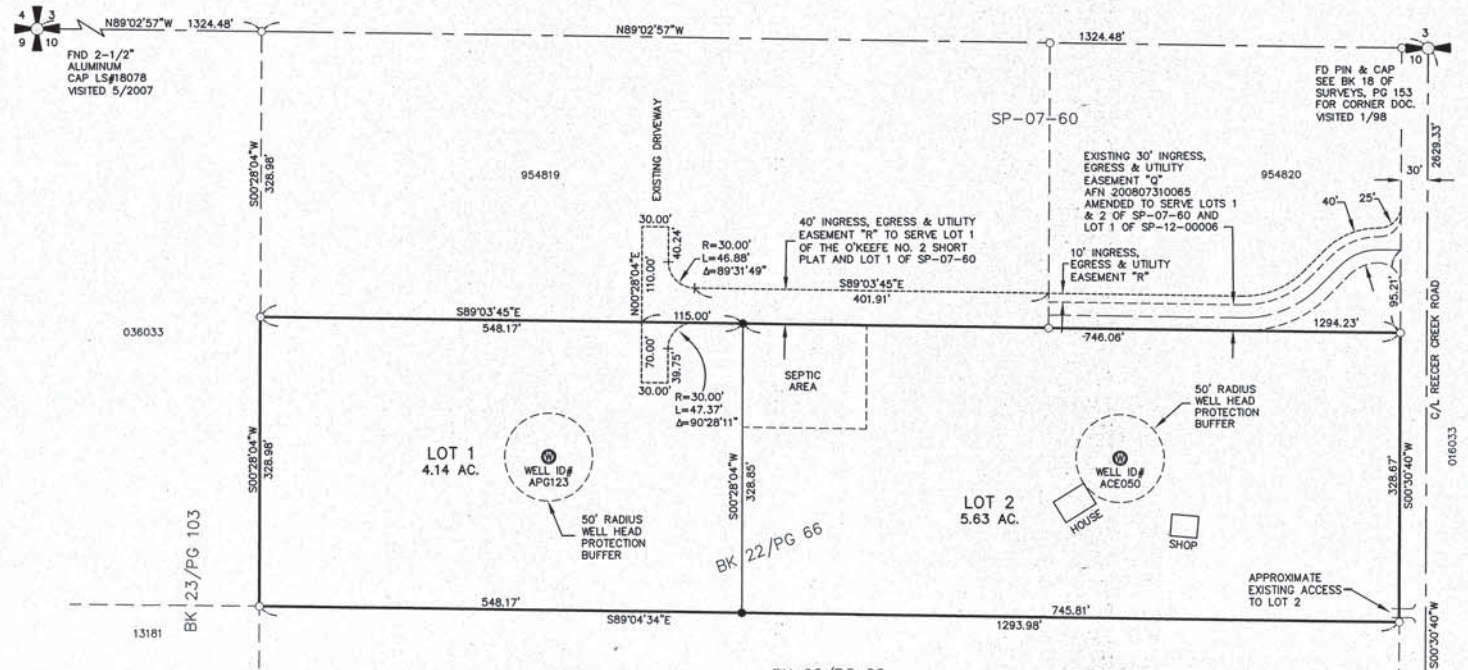 4 3
9 10
N89°02'57"W 1324.48'
N89°02'57"W
1324.48'
3
10
FND 2-1/2"
ALUMINUM
CAP LS#18078
VISITED 5/2007
FD PIN & CAP
SEE BK 18 OF
SURVEYS, PG 153
FOR CORNER DOC.
VISITED 1/98
SP-07-60
S00°28'04"W
328.98'
954819
EXISTING DRIVEWAY
EXISTING 30' INGRESS,
EGRESS & UTILITY
EASEMENT "Q"
AFN 200807310065
AMENDED TO SERVE LOTS 1
& 2 OF SP-07-60 AND
LOT 1 OF SP-12-00006
954820
30'
2629.33'
40'
25'
30.00'
40.24'
110.00'
N00°28'04"E
R=30.00'
L=46.88'
Δ=89°31'49"
40' INGRESS, EGRESS & UTILITY
EASEMENT "R" TO SERVE LOT 1
OF THE O'KEEFE NO. 2 SHORT
PLAT AND LOT 1 OF SP-07-60
10' INGRESS,
EGRESS & UTILITY
EASEMENT "R"
S89°03'45"E
401.91'
95.21'
C/L REECER CREEK ROAD
036033
S89°03'45"E
548.17'
115.00'
746.06'
1294.23'
70.00'
39.75'
30.00'
R=30.00'
L=47.37'
Δ=90°28'11"
SEPTIC
AREA
50' RADIUS
WELL HEAD
PROTECTION
BUFFER
S00°28'04"W
328.98'
LOT 1
4.14 AC.
WELL ID#
APG123
50' RADIUS
WELL HEAD
PROTECTION
BUFFER
S00°28'04"W
328.85'
BK 22/PG 66
LOT 2
5.63 AC.
WELL ID#
ACE050
HOUSE
SHOP
328.67'
S00°30'40"W
016033
BK 23/PG 103
APPROXIMATE
EXISTING ACCESS
TO LOT 2
548.17'
S89°04'34"E
745.81'
1293.98'
13181
S00°30'40"W